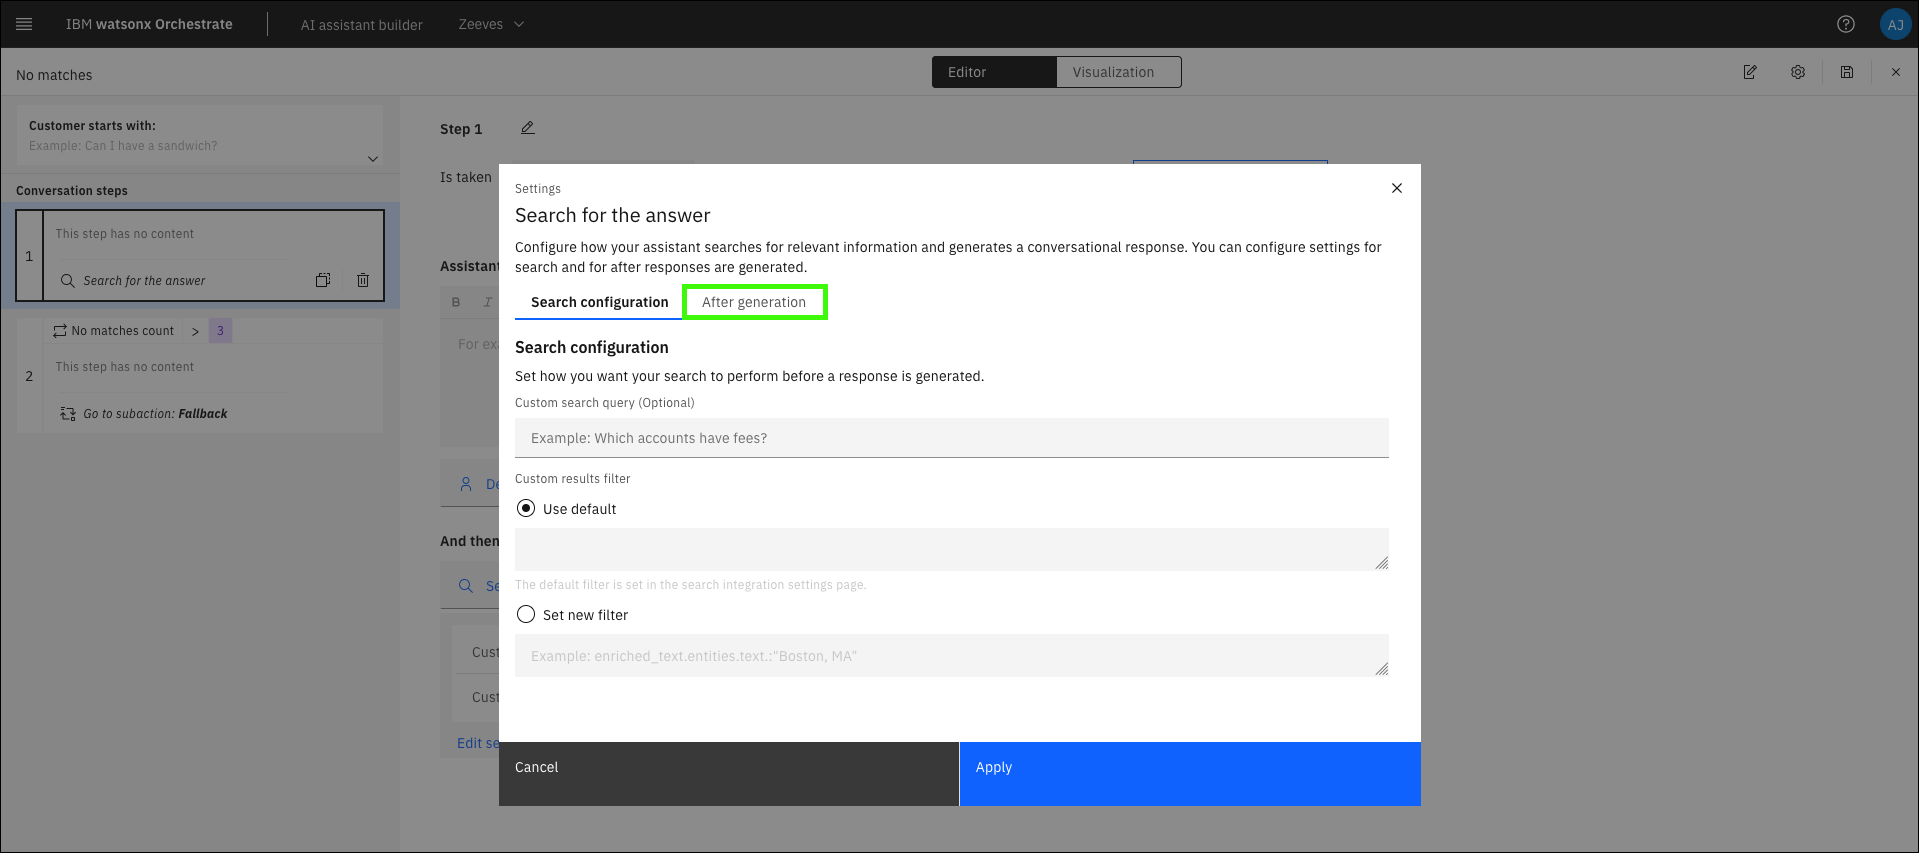 IBM watsonx Orchestrate
AI assistant builder
Zeeves
AJ
No matches
Editor
Visualization
Customer starts with:
Example: Can I have a sandwich?
Conversation steps
1
This step has no content
Search for the answer
No matches count > 3
2
This step has no content
Go to subaction: Fallback
Step 1
Is taken
Assistant
B I
For exa
De
And then
Se
Cust
Cust
Edit se
Settings
Search for the answer
Configure how your assistant searches for relevant information and generates a conversational response. You can configure settings for
search and for after responses are generated.
Search configuration
After generation
Search configuration
Set how you want your search to perform before a response is generated.
Custom search query (Optional)
Example: Which accounts have fees?
Custom results filter
Use default
The default filter is set in the search integration settings page.
Set new filter
Example: enriched_text.entities.text.:"Boston, MA"
Cancel
Apply